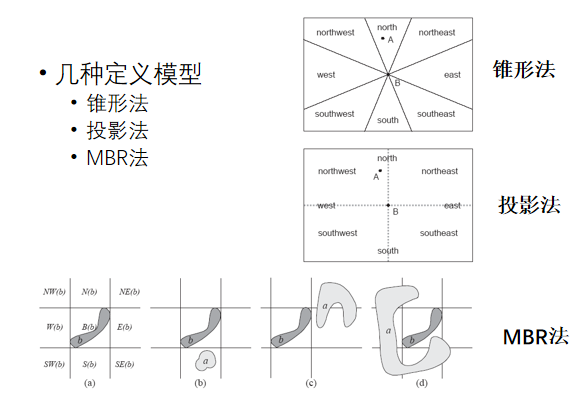 • 几种定义模型
• 锥形法
• 投影法
• MBR法
northwest north northeast
A
west east
B
southwest southeast
south
锥形法
north
northwest northeast
A
west east
B
southwest southeast
south
投影法
NW(b) N(b) NE(b)
W(b) B(b) E(b)
b
SW(b) S(b) SE(b)
(a)
b
a
(b)
a
b
(c)
a
b
(d)
MBR法